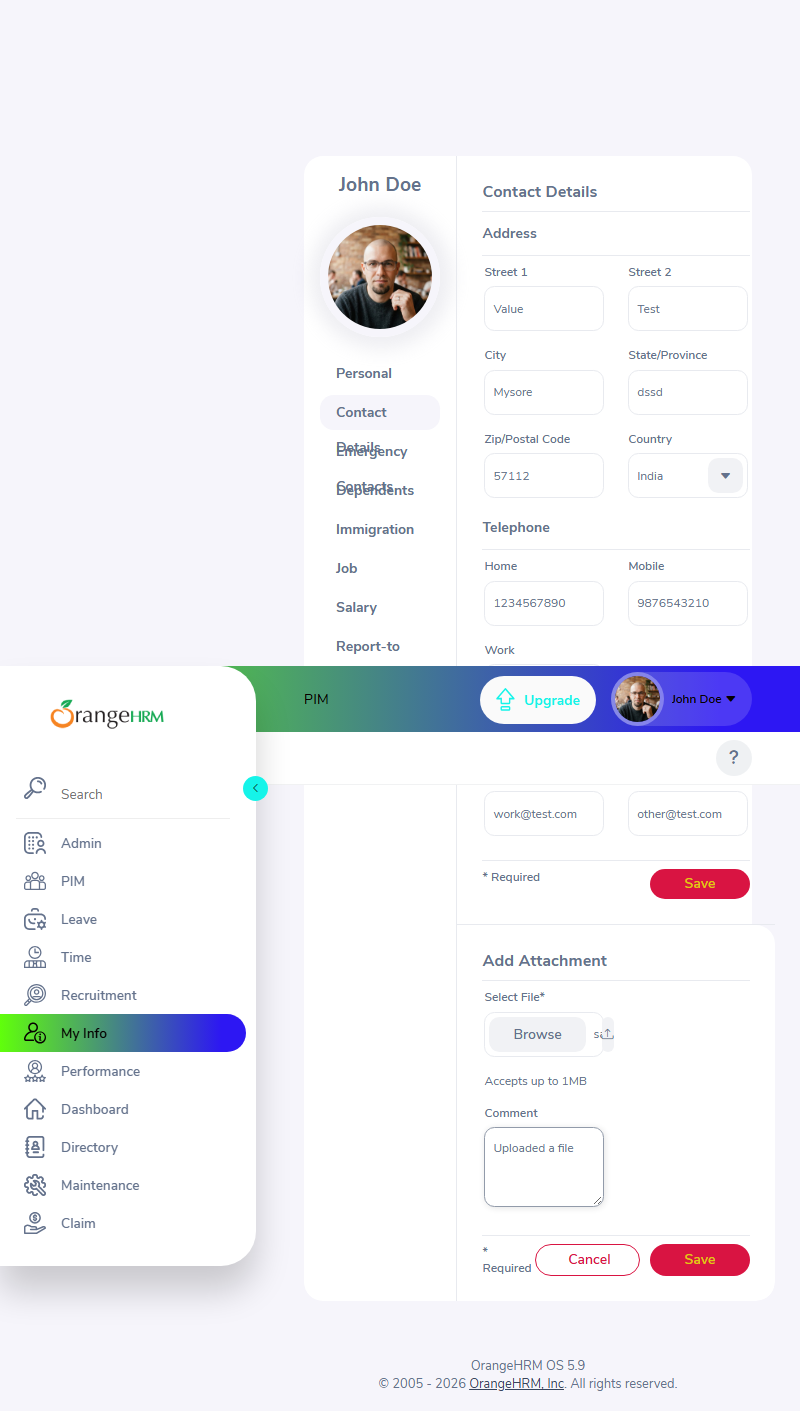 John Doe
Personal
Contact
Details
Emergency
Contacts
Dependents
Immigration
Job
Salary
Report-to
Contact Details
Address
Street 1
Street 2
Value
Test
City
State/Province
Mysore
dssd
Zip/Postal Code
Country
57112
India
Telephone
Home
Mobile
1234567890
9876543210
Work
OrangeHRM
PIM
Upgrade
John Doe
?
Search
Admin
PIM
Leave
Time
Recruitment
My Info
Performance
Dashboard
Directory
Maintenance
Claim
work@test.com
other@test.com
* Required
Save
Add Attachment
Select File*
Browse
Accepts up to 1MB
Comment
Uploaded a file
* Required
Cancel
Save
OrangeHRM OS 5.9
© 2005 - 2026 OrangeHRM, Inc. All rights reserved.